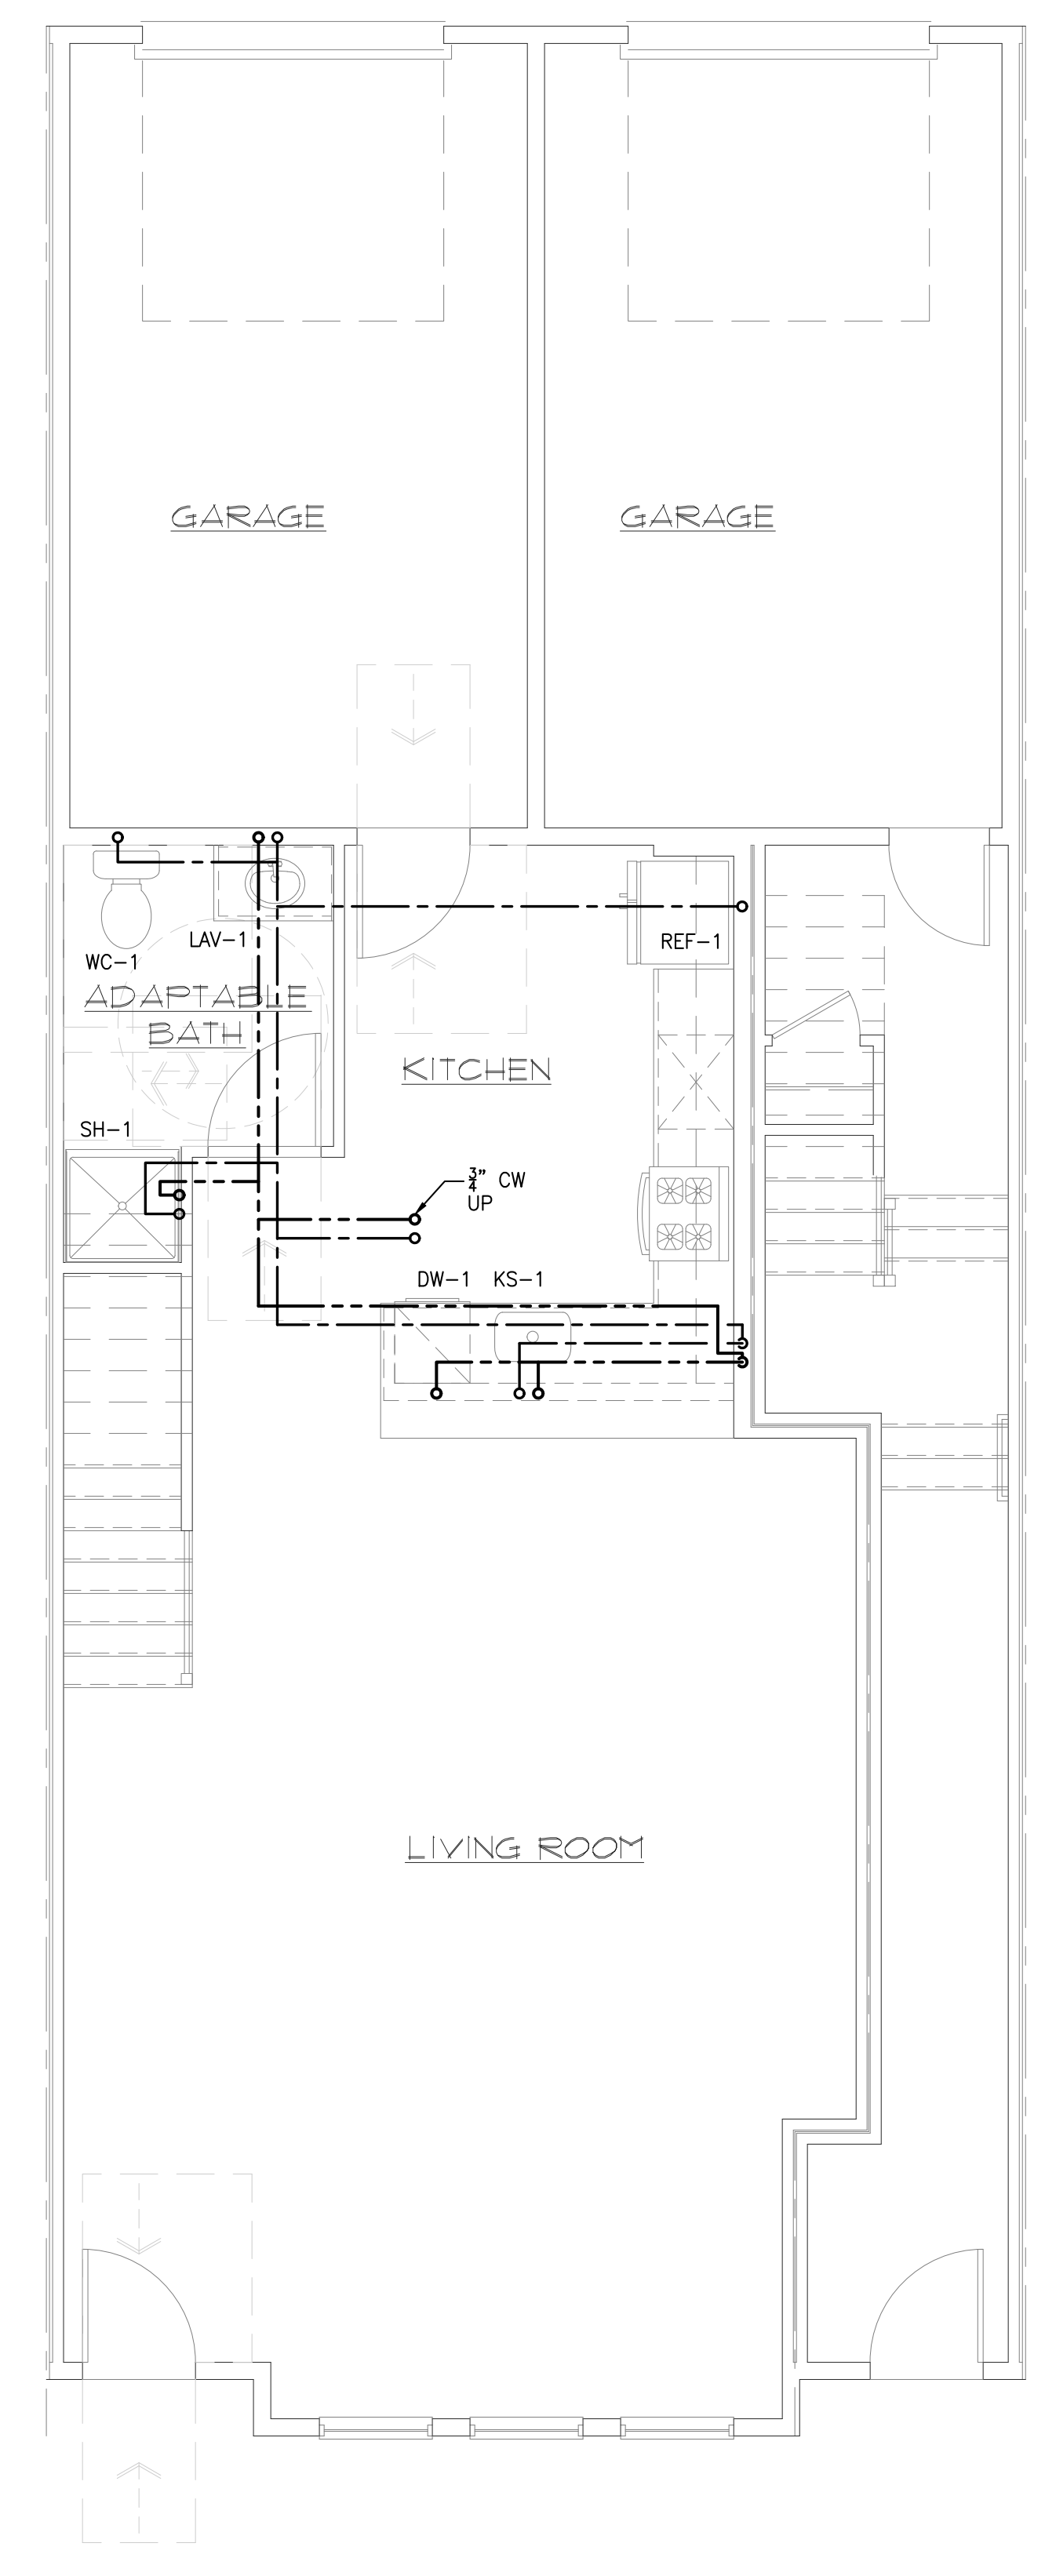 GARAGE
GARAGE
LAV-1
REF-1
WC-1
ADAPTABLE
BATH
KITCHEN
SH-1
3/4" CW
UP
DW-1
KS-1
LIVING ROOM